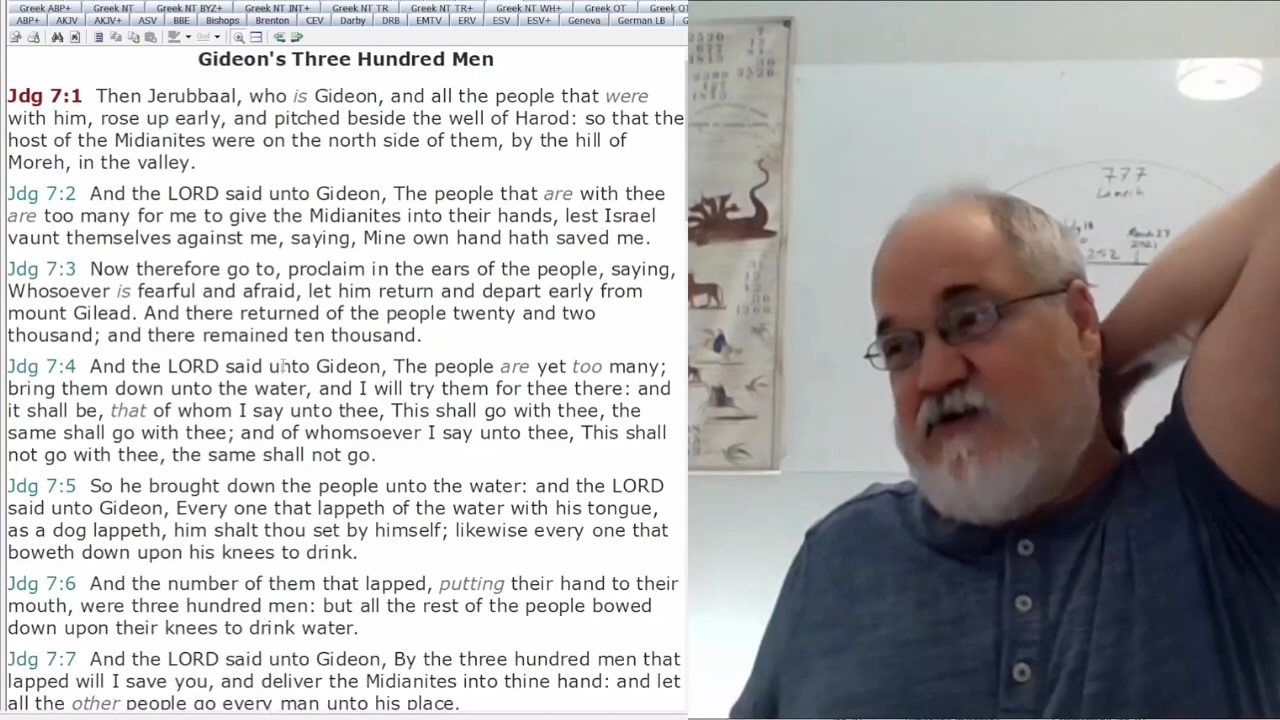 Greek ABP+ Greek NT Greek NT BYZ+ Greek NT INT+ Greek NT TR Greek NT TR+ Greek NT WH+ Greek OT Greek
ABP+ AKJV AKJV+ ASV BBE Bishops Brenton CEV Darby DRB EMTV ERV ESV ESV+ Geneva German LB
Gideon's Three Hundred Men
Jdg 7:1 Then Jerubbaal, who is Gideon, and all the people that were
with him, rose up early, and pitched beside the well of Harod: so that the
host of the Midianites were on the north side of them, by the hill of
Moreh, in the valley.
Jdg 7:2 And the LORD said unto Gideon, The people that are with thee
are too many for me to give the Midianites into their hands, lest Israel
vaunt themselves against me, saying, Mine own hand hath saved me.
Jdg 7:3 Now therefore go to, proclaim in the ears of the people, saying,
Whosoever is fearful and afraid, let him return and depart early from
mount Gilead. And there returned of the people twenty and two
thousand; and there remained ten thousand.
Jdg 7:4 And the LORD said unto Gideon, The people are yet too many;
bring them down unto the water, and I will try them for thee there: and
it shall be, that of whom I say unto thee, This shall go with thee, the
same shall go with thee; and of whomsoever I say unto thee, This shall
not go with thee, the same shall not go.
Jdg 7:5 So he brought down the people unto the water: and the LORD
said unto Gideon, Every one that lappeth of the water with his tongue,
as a dog lappeth, him shalt thou set by himself; likewise every one that
boweth down upon his knees to drink.
Jdg 7:6 And the number of them that lapped, putting their hand to their
mouth, were three hundred men: but all the rest of the people bowed
down upon their knees to drink water.
Jdg 7:7 And the LORD said unto Gideon, By the three hundred men that
lapped will I save you, and deliver the Midianites into thine hand: and let
all the other people go every man unto his place.
2520
1260
777
Lamech
March 27
2021
252